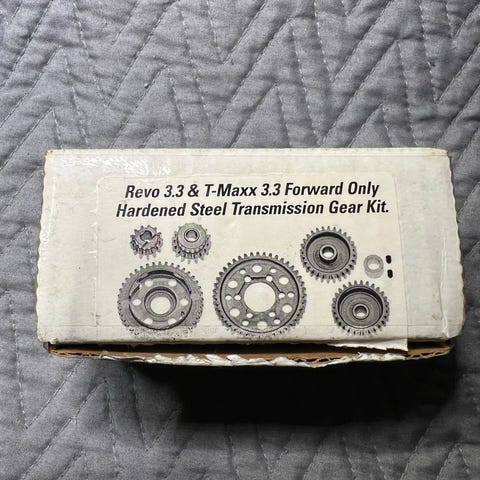 Revo 3.3 & T-Maxx 3.3 Forward Only
Hardened Steel Transmission Gear Kit.